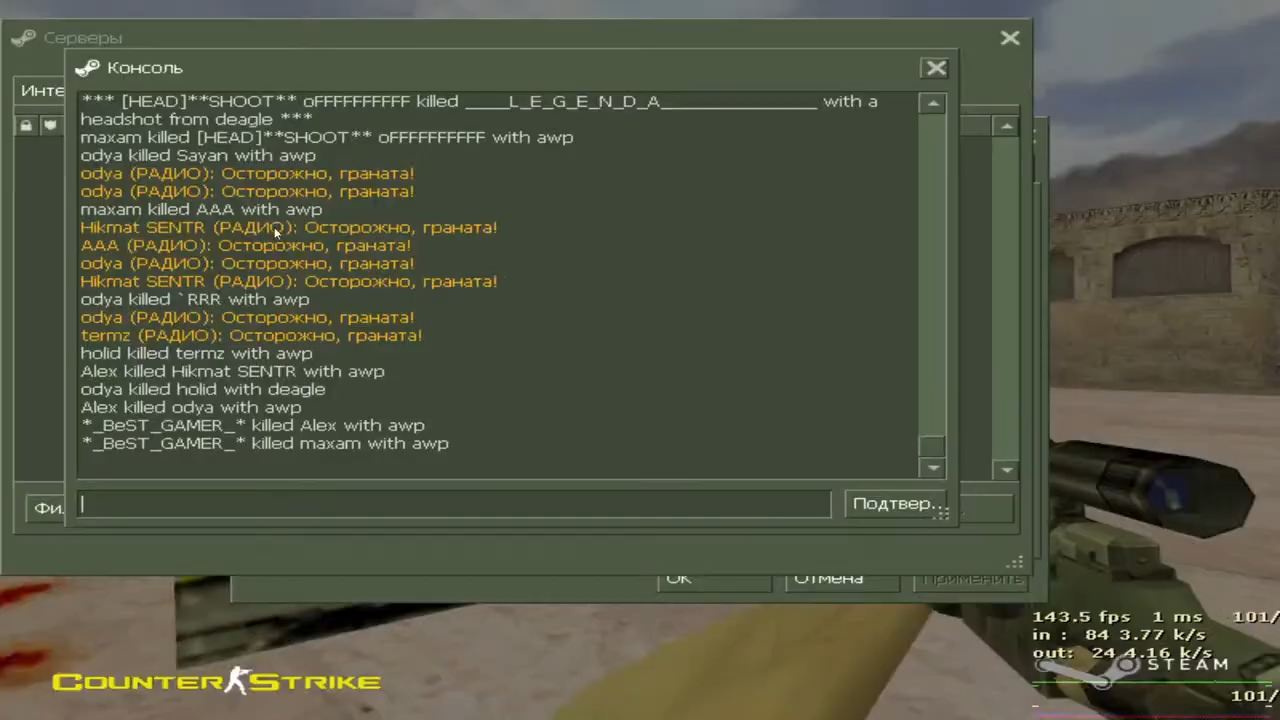 Серверы
Консоль
Инте
*** [HEAD]**SHOOT** oFFFFFFFFFF killed _____L_E_G_E_N_D_A________________ with a
headshot from deagle ***
maxam killed [HEAD]**SHOOT** oFFFFFFFFFF with awp
odya killed Sayan with awp
odya (РАДИО): Осторожно, граната!
odya (РАДИО): Осторожно, граната!
maxam killed AAA with awp
Hikmat SENTR (РАДИО): Осторожно, граната!
AAA (РАДИО): Осторожно, граната!
odya (РАДИО): Осторожно, граната!
Hikmat SENTR (РАДИО): Осторожно, граната!
odya killed `RRR with awp
odya (РАДИО): Осторожно, граната!
termz (РАДИО): Осторожно, граната!
holid killed termz with awp
Alex killed Hikmat SENTR with awp
odya killed holid with deagle
Alex killed odya with awp
*_BeST_GAMER_* killed Alex with awp
*_BeST_GAMER_* killed maxam with awp
Фи.
Подтвер...
OK
Отмена
Применить
143.5 fps 1 ms 101/
in : 84 3.77 k/s
out: 24 4.16 k/s
STEAM
COUNTER STRIKE
101/